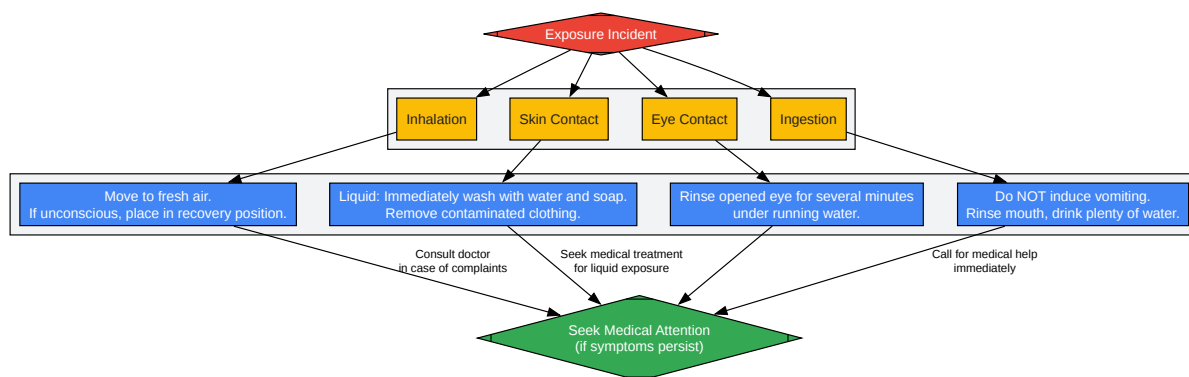 Exposure Incident
Inhalation
Skin Contact
Eye Contact
Ingestion
Move to fresh air.
If unconscious, place in recovery position.
Liquid: Immediately wash with water and soap.
Remove contaminated clothing.
Rinse opened eye for several minutes
under running water.
Do NOT induce vomiting.
Rinse mouth, drink plenty of water.
Consult doctor
in case of complaints
Seek medical treatment
for liquid exposure
Call for medical help
immediately
Seek Medical Attention
(if symptoms persist)